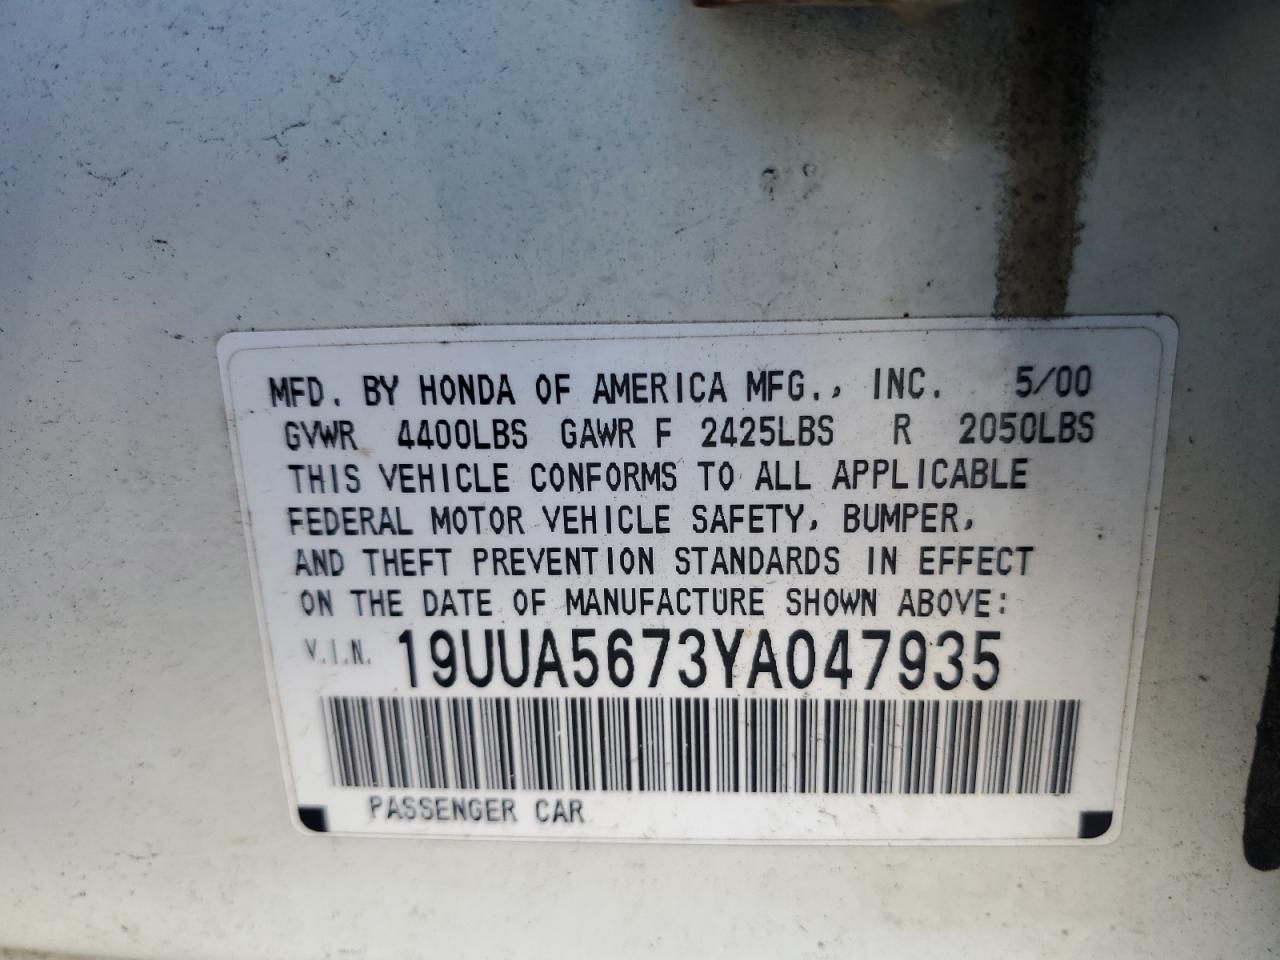 MFD. BY HONDA OF AMERICA MFG., INC. 5/00
GVWR 4400LBS GAWR F 2425LBS R 2050LBS
THIS VEHICLE CONFORMS TO ALL APPLICABLE
FEDERAL MOTOR VEHICLE SAFETY, BUMPER,
AND THEFT PREVENTION STANDARDS IN EFFECT
ON THE DATE OF MANUFACTURE SHOWN ABOVE:
V.I.N. 19UUA5673YA047935
PASSENGER CAR